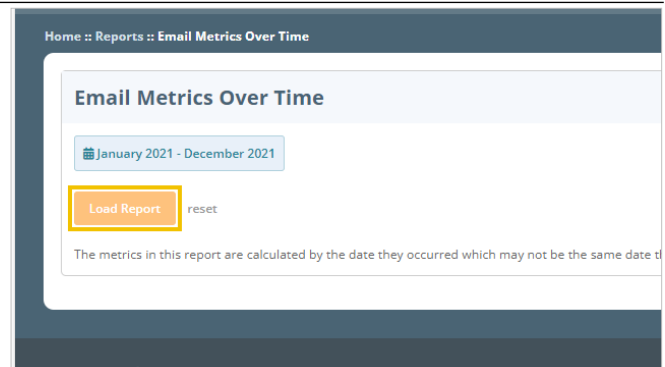 Home :: Reports :: Email Metrics Over Time
Email Metrics Over Time
January 2021 - December 2021
Load Report reset
The metrics in this report are calculated by the date they occurred which may not be the same date